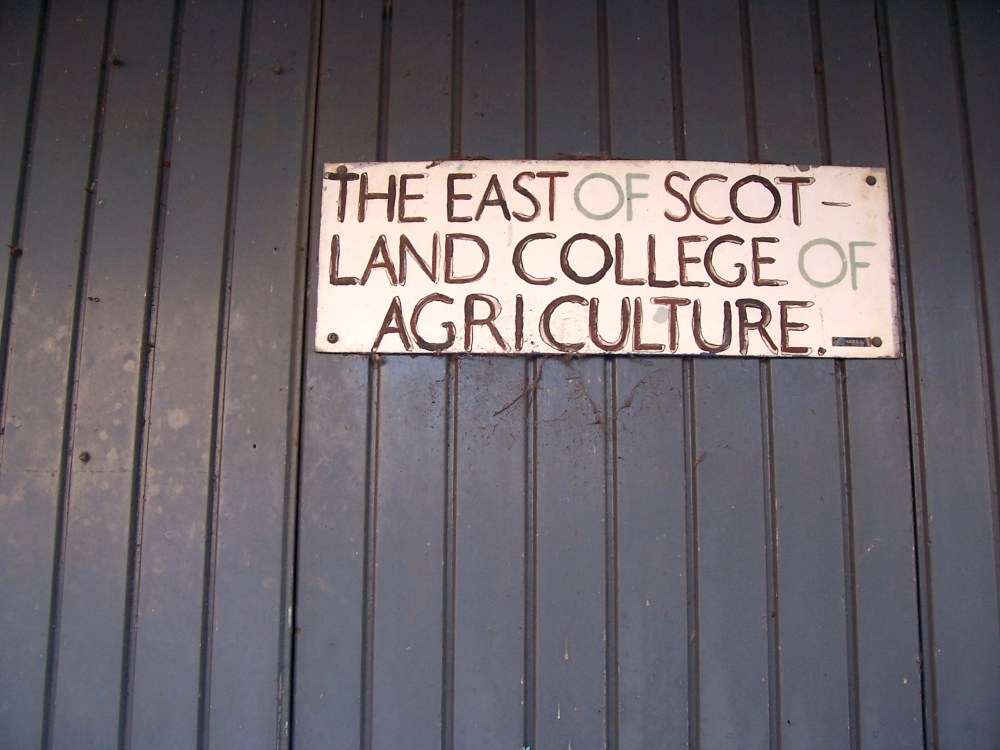 THE EAST OF SCOT-
LAND COLLEGE OF
AGRICULTURE.